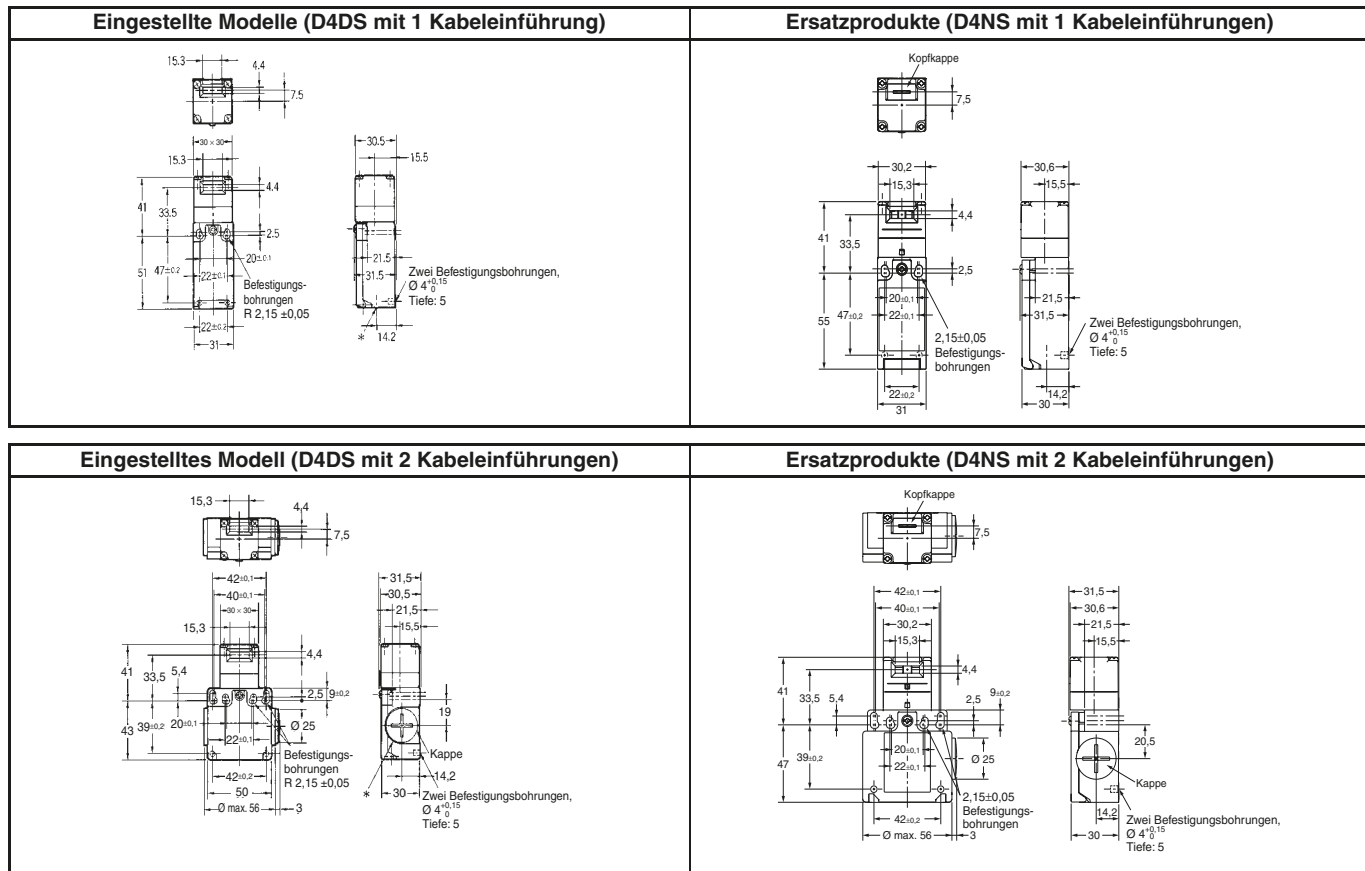 Eingestellte Modelle (D4DS mit 1 Kabeleinführung)
15.3
4.4
7.5
30 × 30
15.3
4.4
41
33.5
2.5
51
47±0.2
20±0.1
22±0.1
Befestigungs-
bohrungen
R 2,15 ±0,05
22±0.2
31
30.5
15.5
21.5
31.5
Zwei Befestigungsbohrungen,
Ø 4 +0,15 0
Tiefe: 5
*
14.2
Ersatzprodukte (D4NS mit 1 Kabeleinführungen)
Kopfkappe
7,5
30,2
15,3
4,4
41
33,5
2,5
55
47±0,2
20±0,1
22±0,1
2,15±0,05
Befestigungs-
bohrungen
22±0,2
31
30,6
15,5
21,5
31,5
Zwei Befestigungsbohrungen,
Ø 4 +0,15 0
Tiefe: 5
14,2
30
Eingestelltes Modell (D4DS mit 2 Kabeleinführungen)
15,3
4,4
7,5
42±0,1
40±0,1
30 × 30
15,3
4,4
41
33,5
5,4
2,5
9±0,2
43
39±0,2
20±0,1
22±0,1
Ø 25
Befestigungs-
bohrungen
R 2,15 ±0,05
42±0,2
50
Ø max. 56
3
31,5
30,5
21,5
15,5
19
Kappe
*
14,2
30
Zwei Befestigungsbohrungen,
Ø 4 +0,15 0
Tiefe: 5
Ersatzprodukte (D4NS mit 2 Kabeleinführungen)
Kopfkappe
7,5
42±0,1
40±0,1
30,2
15,3
4,4
41
33,5
5,4
2,5
9±0,2
47
39±0,2
20±0,1
22±0,1
Ø 25
2,15±0,05
Befestigungs-
bohrungen
42±0,2
Ø max. 56
3
31,5
30,6
21,5
15,5
20,5
Kappe
14,2
30
Zwei Befestigungsbohrungen,
Ø 4 +0,15 0
Tiefe: 5